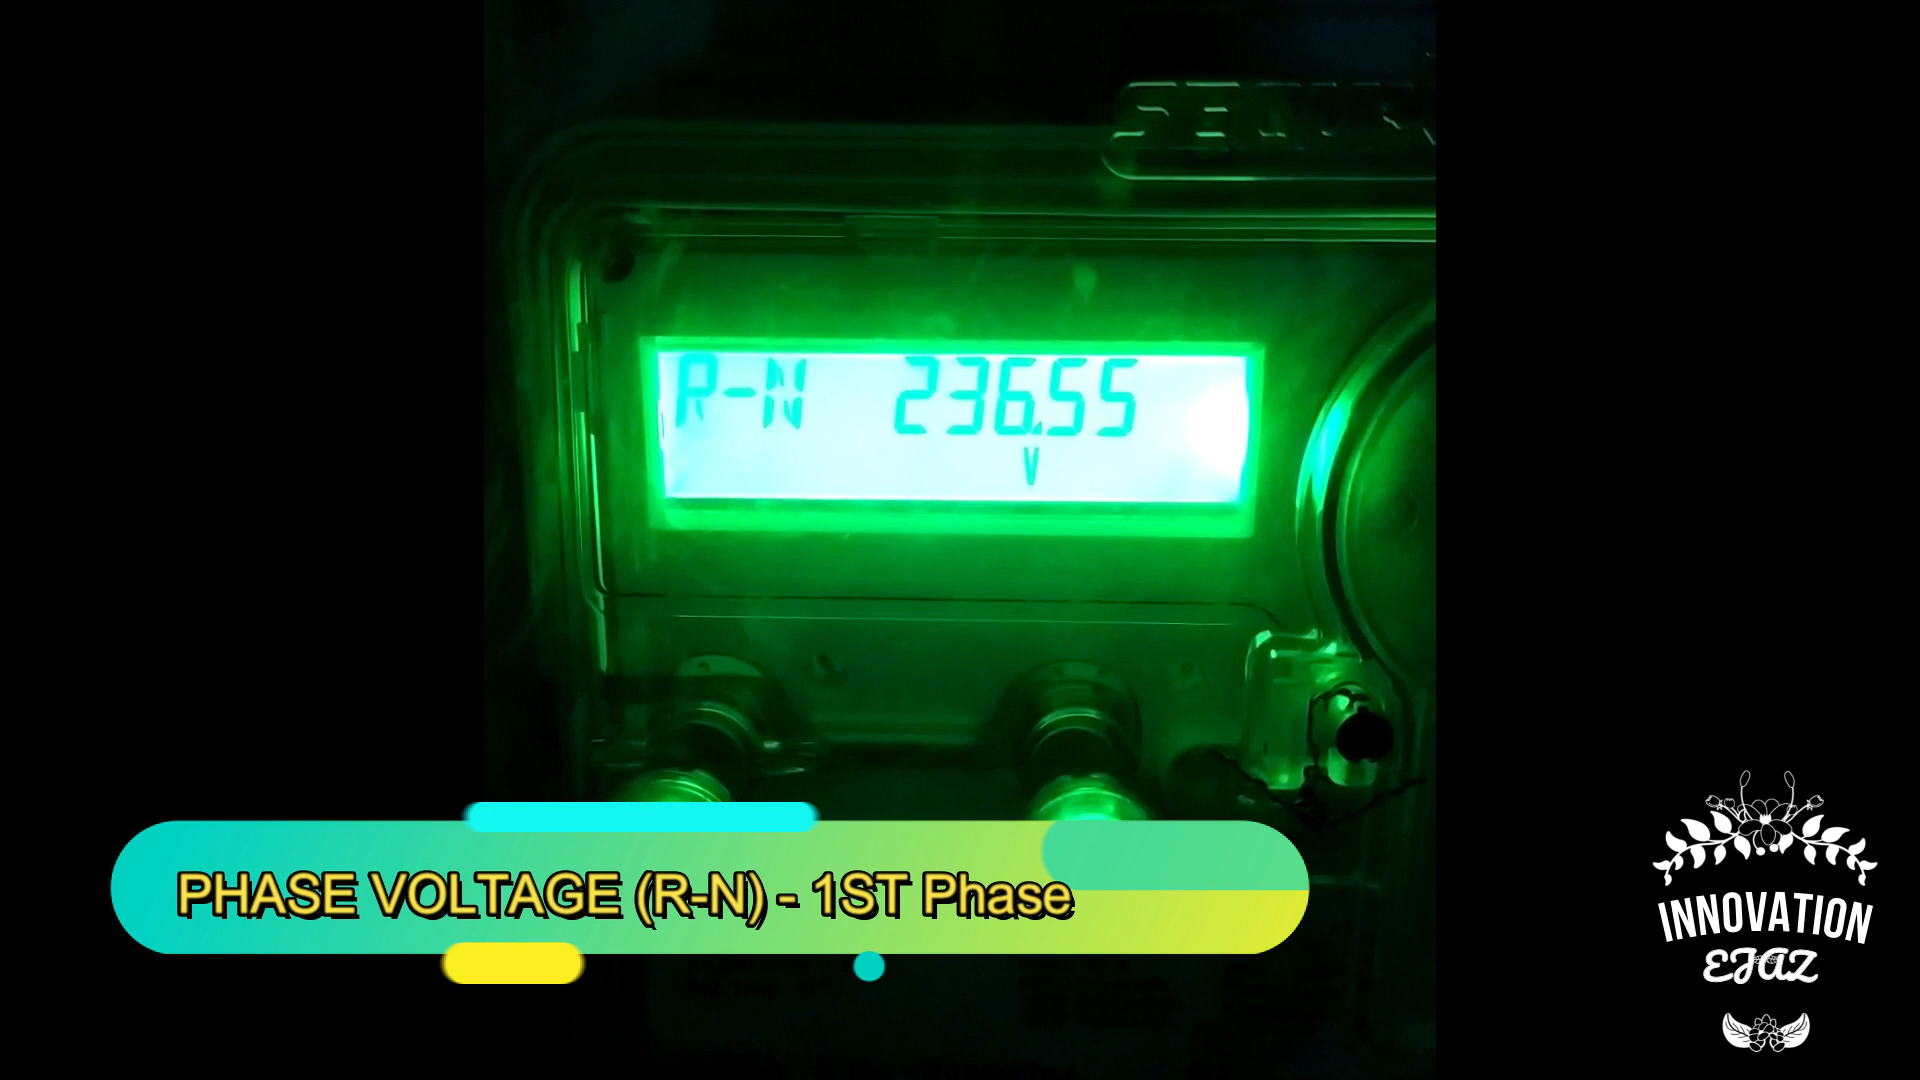 R-N 236.55
V
PHASE VOLTAGE (R-N) - 1ST Phase
INNOVATION
EJAZ